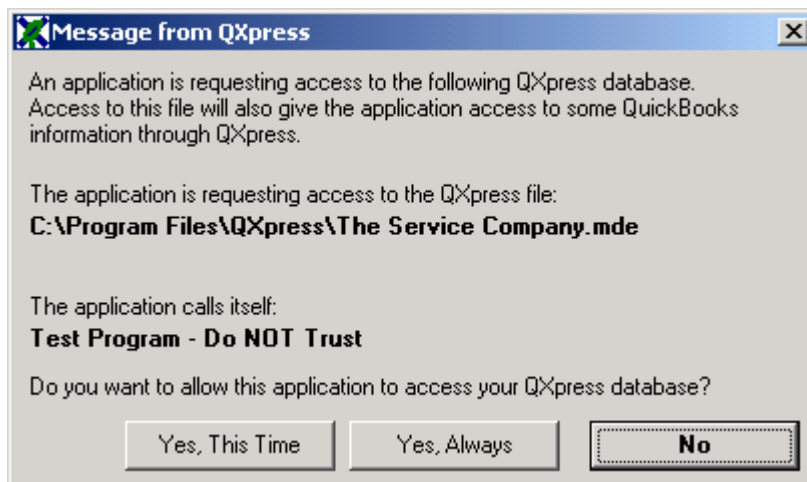 Message from QXpress
An application is requesting access to the following QXpress database.
Access to this file will also give the application access to some QuickBooks
information through QXpress.
The application is requesting access to the QXpress file:
C:\Program Files\QXpress\The Service Company.mde
The application calls itself:
Test Program - Do NOT Trust
Do you want to allow this application to access your QXpress database?
Yes, This Time Yes, Always No